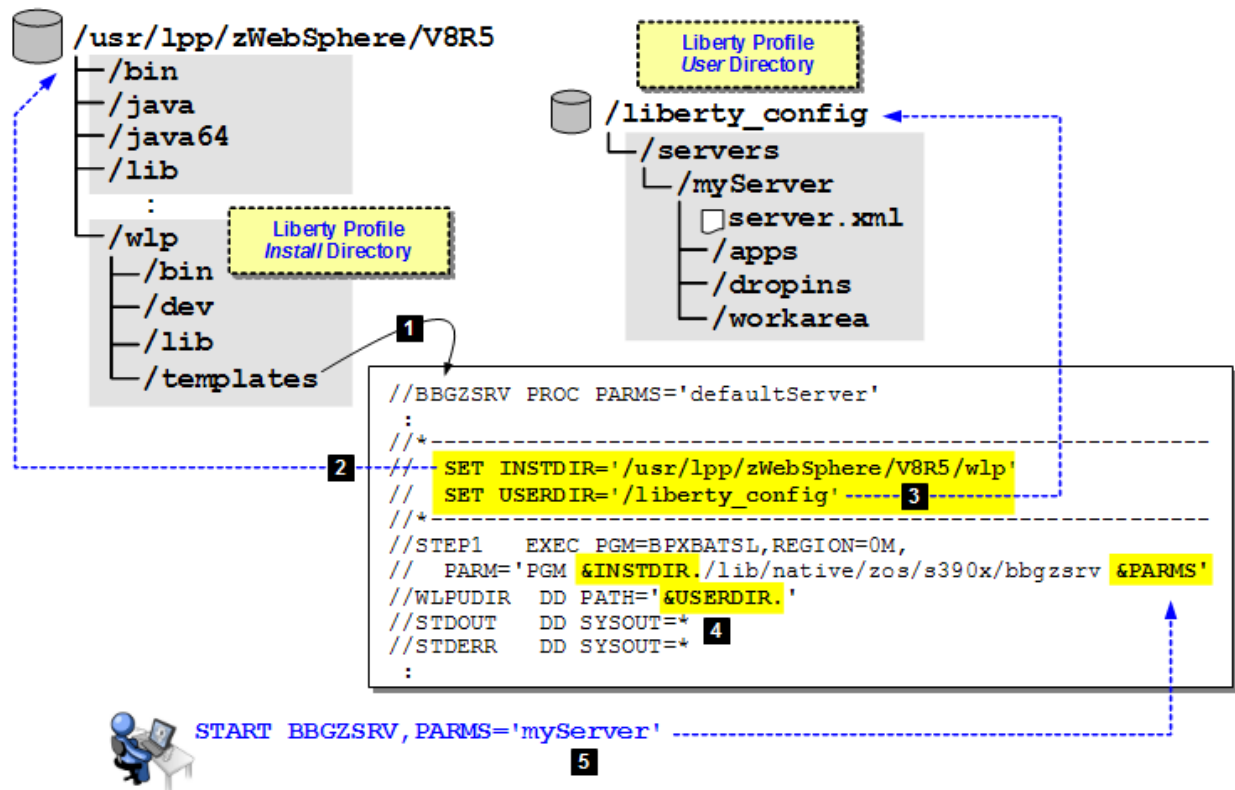 /usr/lpp/zWebSphere/V8R5
/bin
/java
/java64
/lib
:
/wlp
/bin
/dev
/lib
/templates
Liberty Profile
Install Directory
Liberty Profile
User Directory
/liberty_config
/servers
/myServer
server.xml
/apps
/dropins
/workarea
1
//BBGZSRV PROC PARMS='defaultServer'
:
//*------------------------------------------------------
2
// SET INSTDIR='/usr/lpp/zWebSphere/V8R5/wlp'
// SET USERDIR='/liberty_config'
3
//*------------------------------------------------------
//STEP1 EXEC PGM=BPXBATSL,REGION=0M,
// PARM='PGM &INSTDIR./lib/native/zos/s390x/bbgzsrv &PARMS'
//WLPUDIR DD PATH='&USERDIR.'
//STDOUT DD SYSOUT=*
4
//STDERR DD SYSOUT=*
:
START BBGZSRV,PARMS='myServer'
5